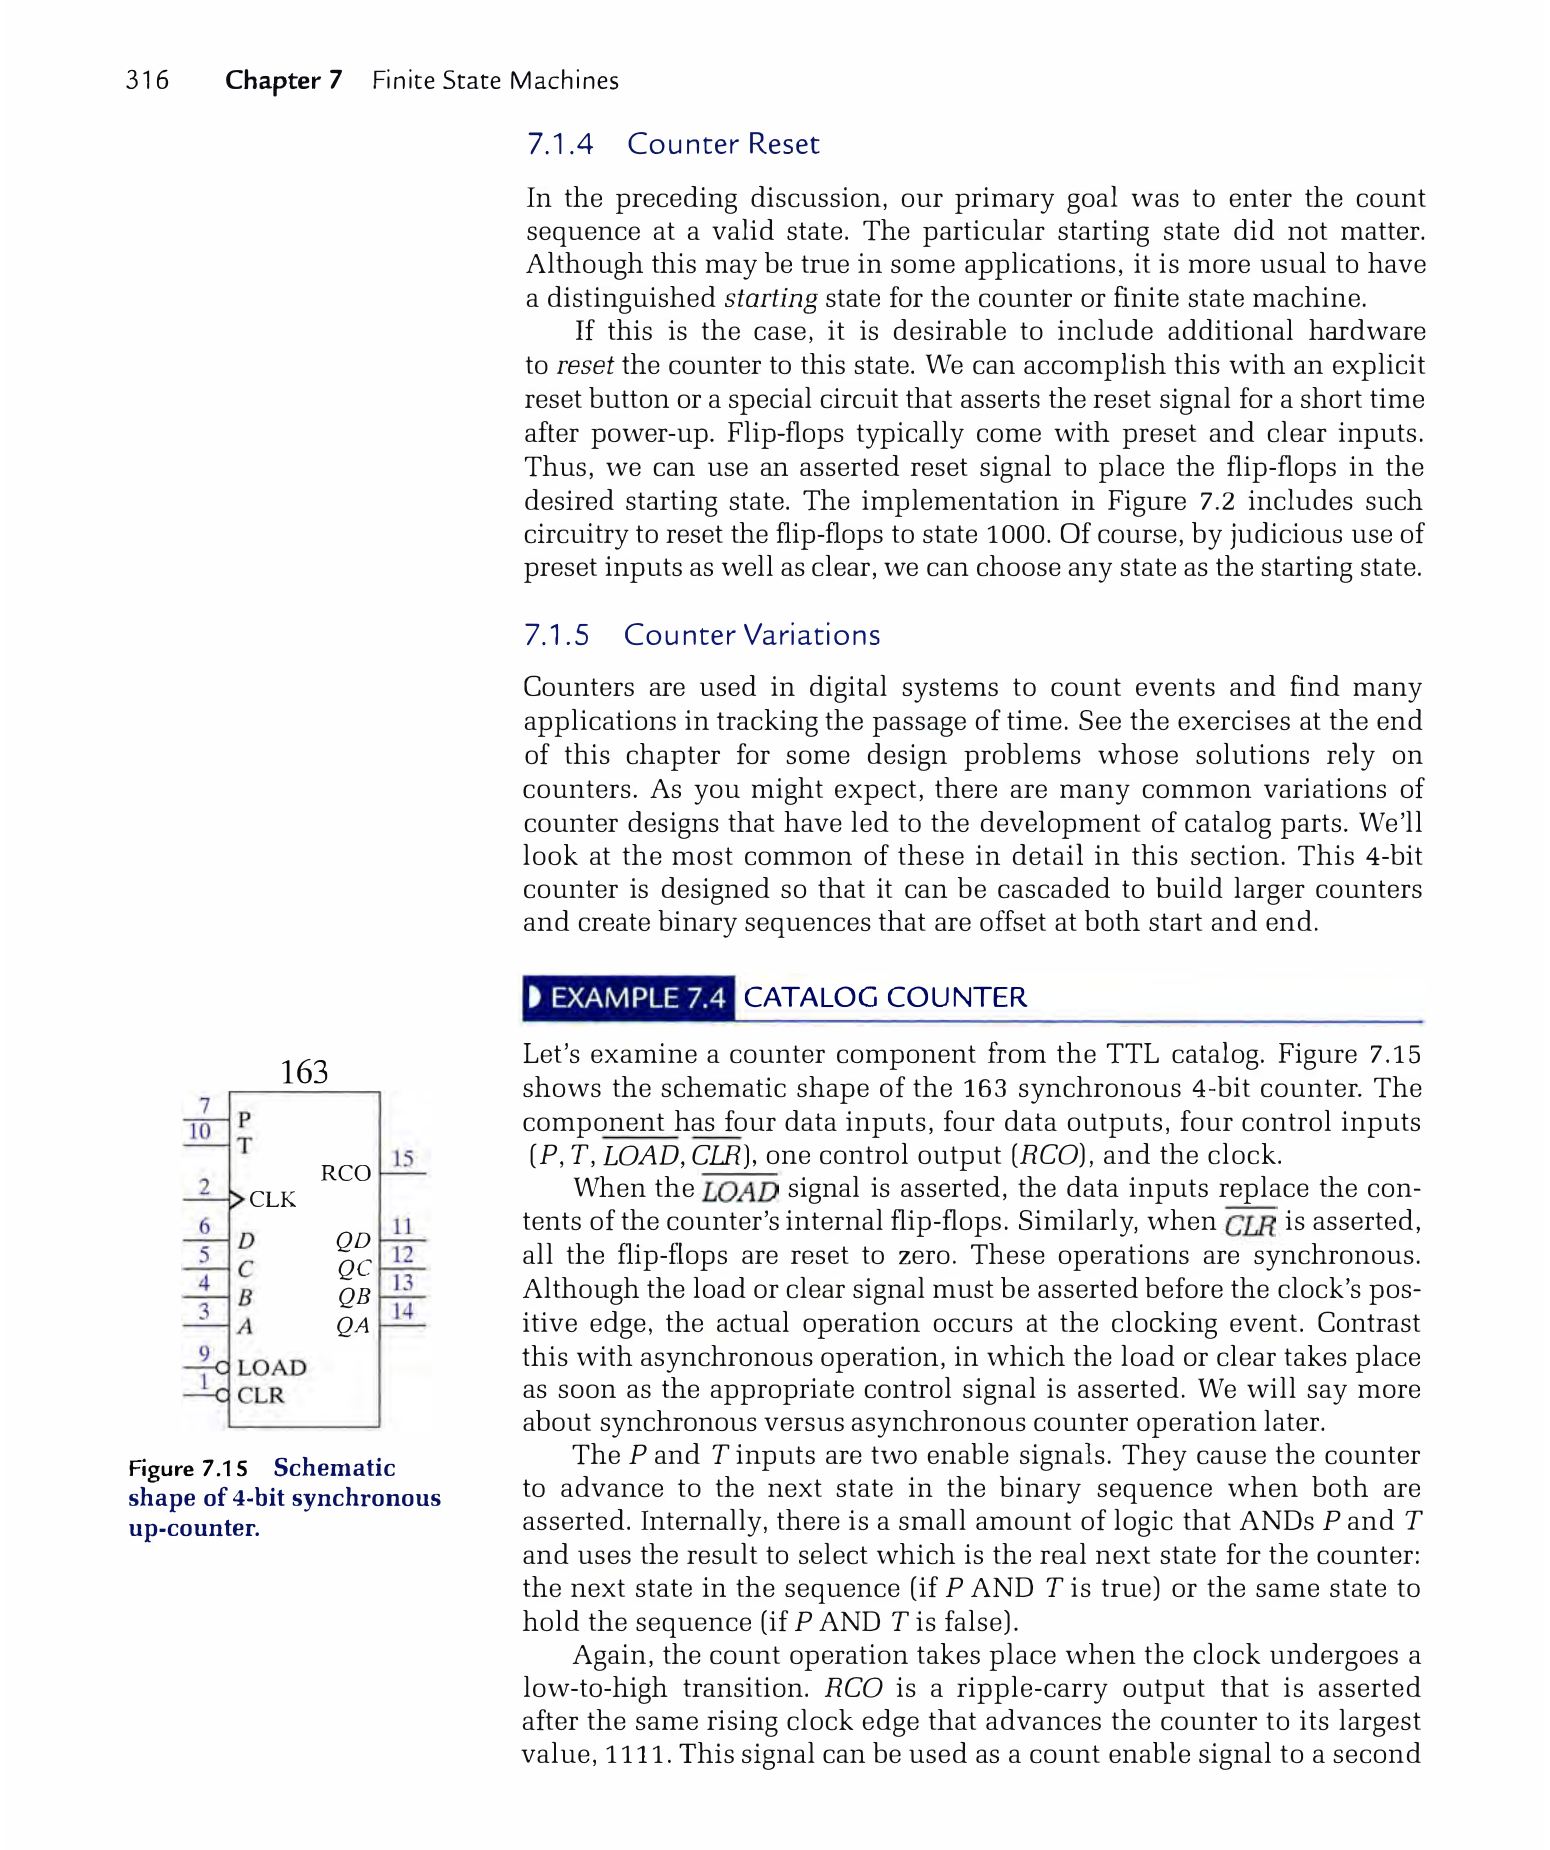 316 Chapter 7 Finite State Machines
7.1.4 Counter Reset
In the preceding discussion, our primary goal was to enter the count
sequence at a valid state. The particular starting state did not matter.
Although this may be true in some applications, it is more usual to have
a distinguished starting state for the counter or finite state machine.
If this is the case, it is desirable to include additional hardware
to reset the counter to this state. We can accomplish this with an explicit
reset button or a special circuit that asserts the reset signal for a short time
after power-up. Flip-flops typically come with preset and clear inputs.
Thus, we can use an asserted reset signal to place the flip-flops in the
desired starting state. The implementation in Figure 7.2 includes such
circuitry to reset the flip-flops to state 1000. Of course, by judicious use of
preset inputs as well as clear, we can choose any state as the starting state.
7.1.5 Counter Variations
Counters are used in digital systems to count events and find many
applications in tracking the passage of time. See the exercises at the end
of this chapter for some design problems whose solutions rely on
counters. As you might expect, there are many common variations of
counter designs that have led to the development of catalog parts. We'll
look at the most common of these in detail in this section. This 4-bit
counter is designed so that it can be cascaded to build larger counters
and create binary sequences that are offset at both start and end.
EXAMPLE 7.4 CATALOG COUNTER
Let's examine a counter component from the TTL catalog. Figure 7.15
shows the schematic shape of the 163 synchronous 4-bit counter. The
component has four data inputs, four data outputs, four control inputs
(P, T, LOAD, CLR), one control output (RCO), and the clock.
When the LOAD signal is asserted, the data inputs replace the con-
tents of the counter's internal flip-flops. Similarly, when CLR is asserted,
all the flip-flops are reset to zero. These operations are synchronous.
Although the load or clear signal must be asserted before the clock's pos-
itive edge, the actual operation occurs at the clocking event. Contrast
this with asynchronous operation, in which the load or clear takes place
as soon as the appropriate control signal is asserted. We will say more
about synchronous versus asynchronous counter operation later.
The P and T inputs are two enable signals. They cause the counter
to advance to the next state in the binary sequence when both are
asserted. Internally, there is a small amount of logic that ANDs P and T
and uses the result to select which is the real next state for the counter:
the next state in the sequence (if P AND T is true) or the same state to
hold the sequence (if P AND T is false).
Again, the count operation takes place when the clock undergoes a
low-to-high transition. RCO is a ripple-carry output that is asserted
after the same rising clock edge that advances the counter to its largest
value, 1111. This signal can be used as a count enable signal to a second
163
7 P
10 T
RCO 15
2 CLK
6 D QD 11
5 C QC 12
4 B QB 13
3 A QA 14
9 LOAD
1 CLR
Figure 7.15 Schematic
shape of 4-bit synchronous
up-counter.